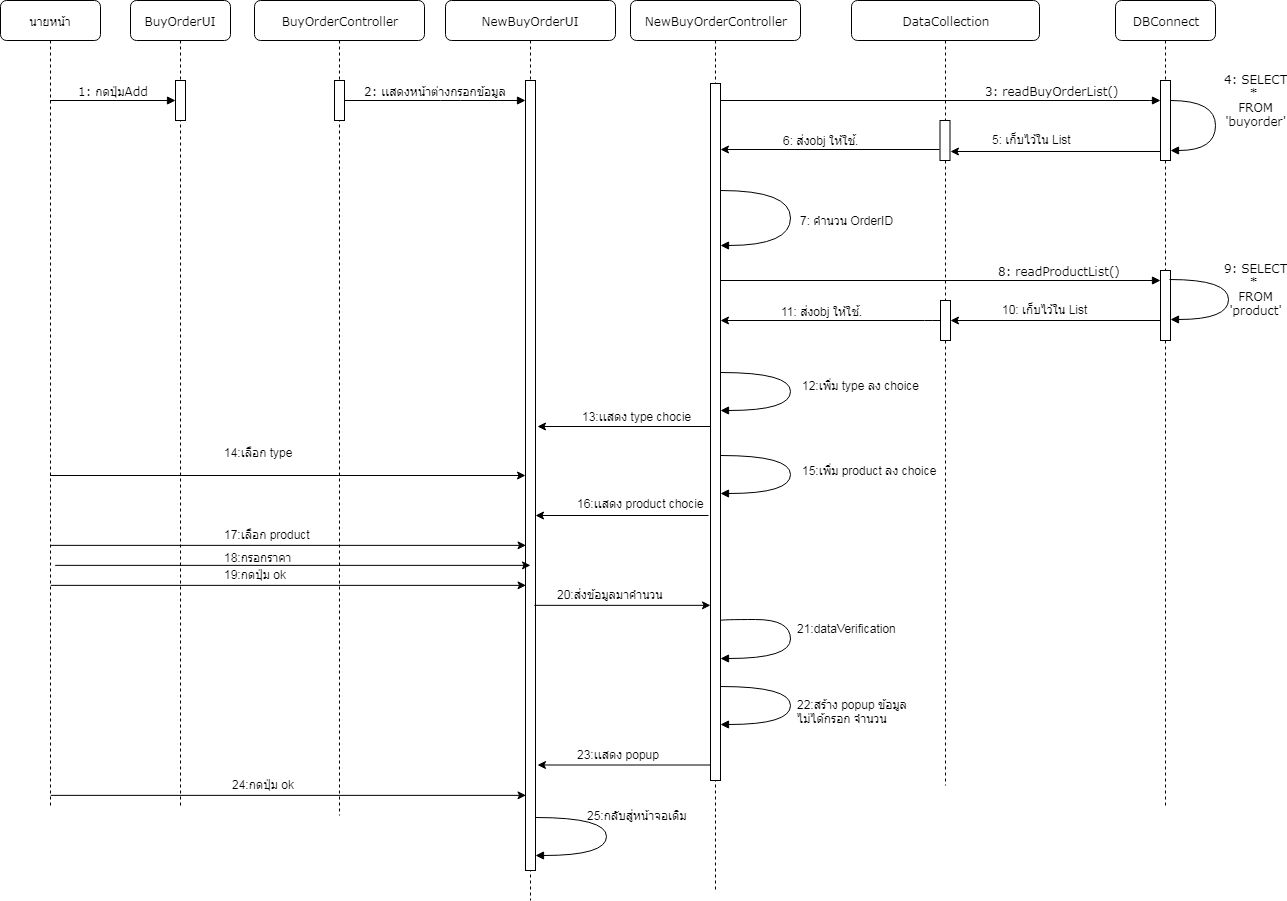 นายหน้า
BuyOrderUI
BuyOrderController
NewBuyOrderUI
NewBuyOrderController
DataCollection
DBConnect
1: กดปุ่มAdd
2: แสดงหน้าต่างกรอกข้อมูล
3: readBuyOrderList()
4: SELECT
*
FROM
'buyorder'
5: เก็บไว้ใน List
6: ส่งobj ให้ใช้.
7: คำนวน OrderID
8: readProductList()
9: SELECT
*
FROM
'product'
10: เก็บไว้ใน List
11: ส่งobj ให้ใช้.
12:เพิ่ม type ลง choice
13:แสดง type chocie
14:เลือก type
15:เพิ่ม product ลง choice
16:แสดง product chocie
17:เลือก product
18:กรอกราคา
19:กดปุ่ม ok
20:ส่งข้อมูลมาคำนวน
21:dataVerification
22:สร้าง popup ข้อมูล
ไม่ได้กรอก จำนวน
23:แสดง popup
24:กดปุ่ม ok
25:กลับสู่หน้าจอเดิม